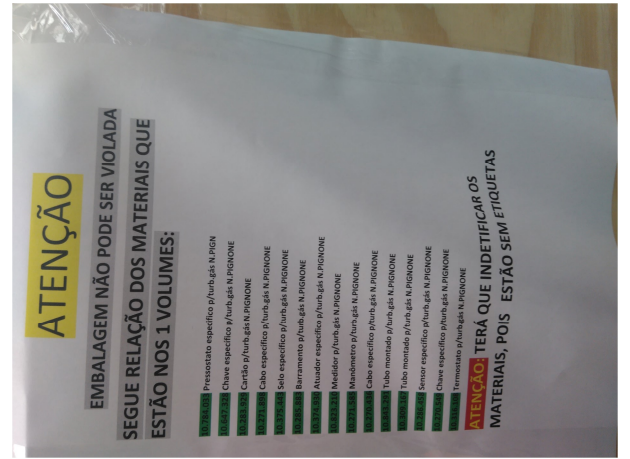 ATENÇÃO
EMBALAGEM NÃO PODE SER VIOLADA
SEGUE RELAÇÃO DOS MATERIAIS QUE
ESTÃO NOS 1 VOLUMES:
Pressostato especifico p/turb.gás N.PIGN
Chave especifico p/turb.gás N.PIGNONE
Cartão p/turb.gás N.PIGNONE
Cabo especifico p/turb.gás N.PIGNONE
Selo especifico p/turb.gás N.PIGNONE
Barramento p/turb.gás N.PIGNONE
Atuador especifico p/turb.gás N.PIGNONE
Medidor p/turb.gás N.PIGNONE
Manômetro p/turb.gás N.PIGNONE
Cabo especifico p/turb.gás N.PIGNONE
Tubo montado p/turb.gás N.PIGNONE
Tubo montado p/turb.gás N.PIGNONE
Sensor especifico p/turb.gás N.PIGNONE
Chave especifico p/turb.gás N.PIGNONE
Termostato p/turb.gás N.PIGNONE
ATENÇÃO: TERÁ QUE INDETIFICAR OS
MATERIAIS, POIS ESTÃO SEM ETIQUETAS